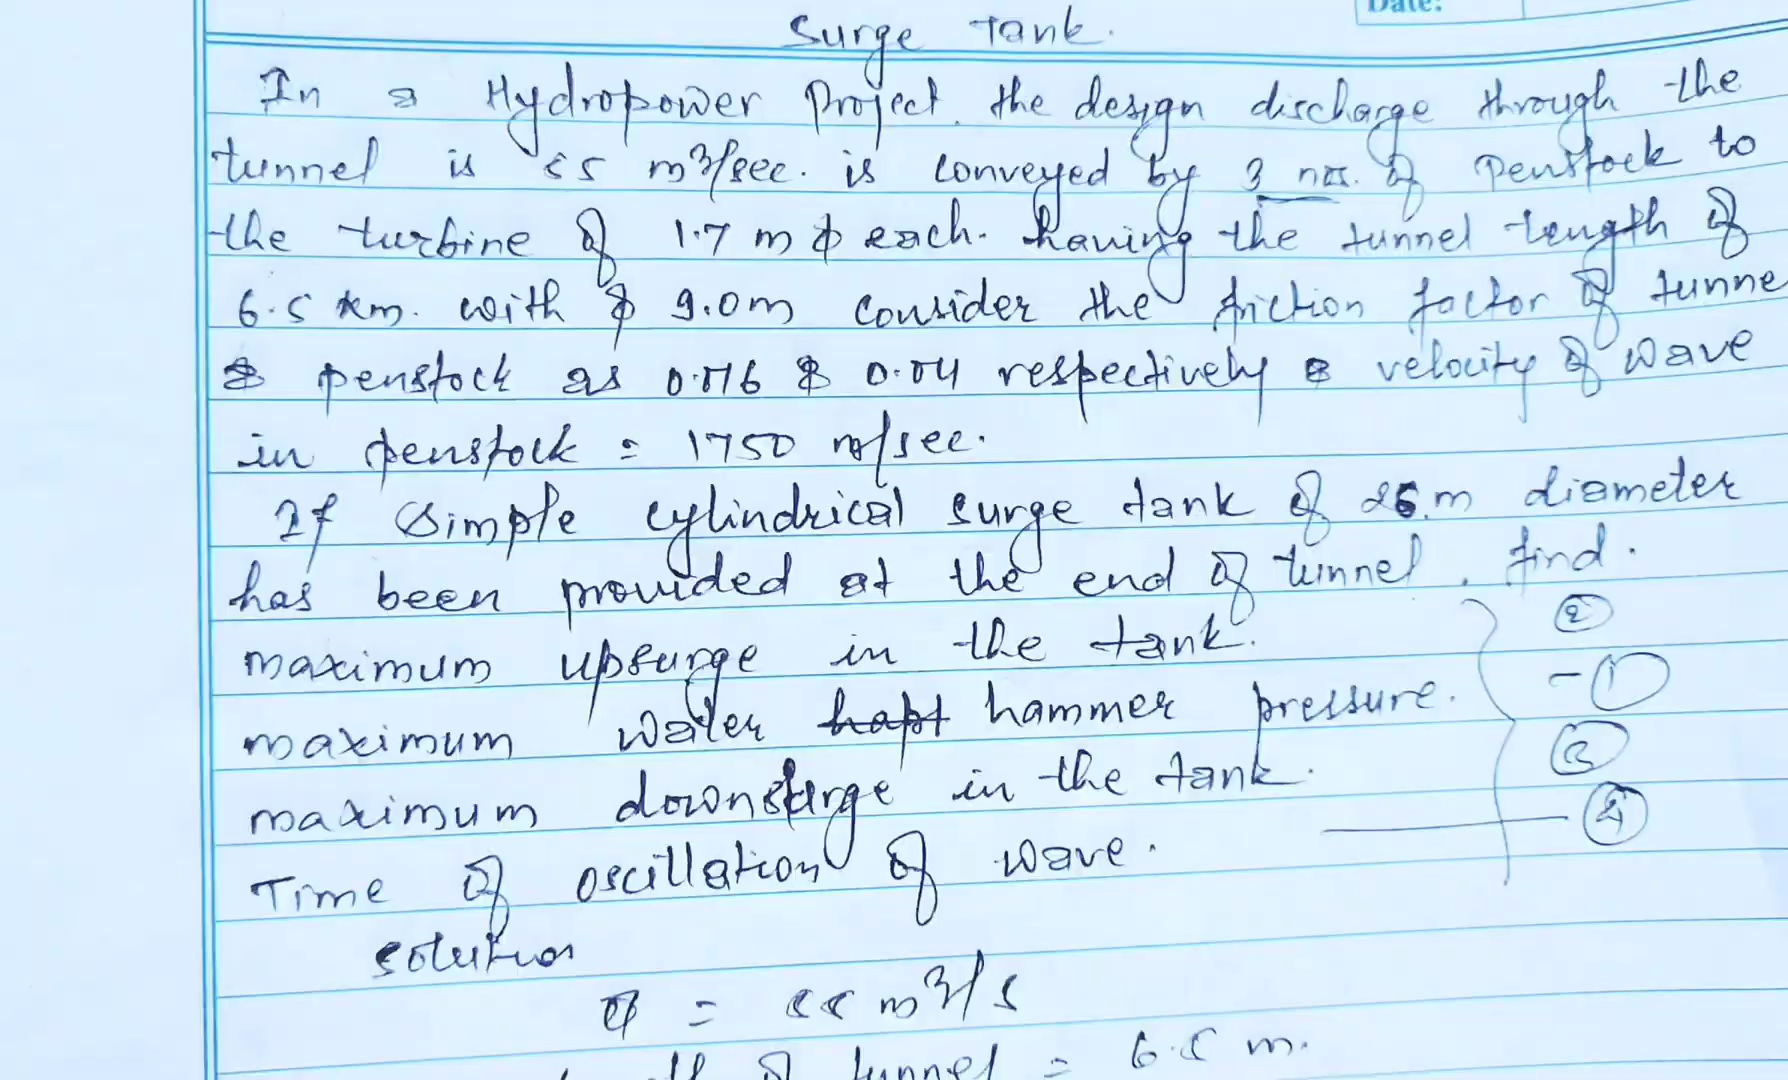 Date:
Surge Tank.
In a Hydropower Project, the design discharge through the
tunnel is 55 m3/sec. is conveyed by 3 nos. of Penstock to
the turbine of 1.7 m ϕ each. having the tunnel length of
6.5 km. with ϕ 9.0m consider the friction factor of tunne
& penstock as 0.016 & 0.04 respectively & velocity of wave
in penstock = 1750 m/sec.
If simple cylindrical surge tank of m diameter
has been provided at the end of tunnel, find.
maximum upsurge in the tank. 2
maximum water hammer pressure. - 1
maximum downsurge in the tank. 3
Time of oscillation of wave. 4
solution
Q = 55 m3/s
of tunnel = 6.5 m.